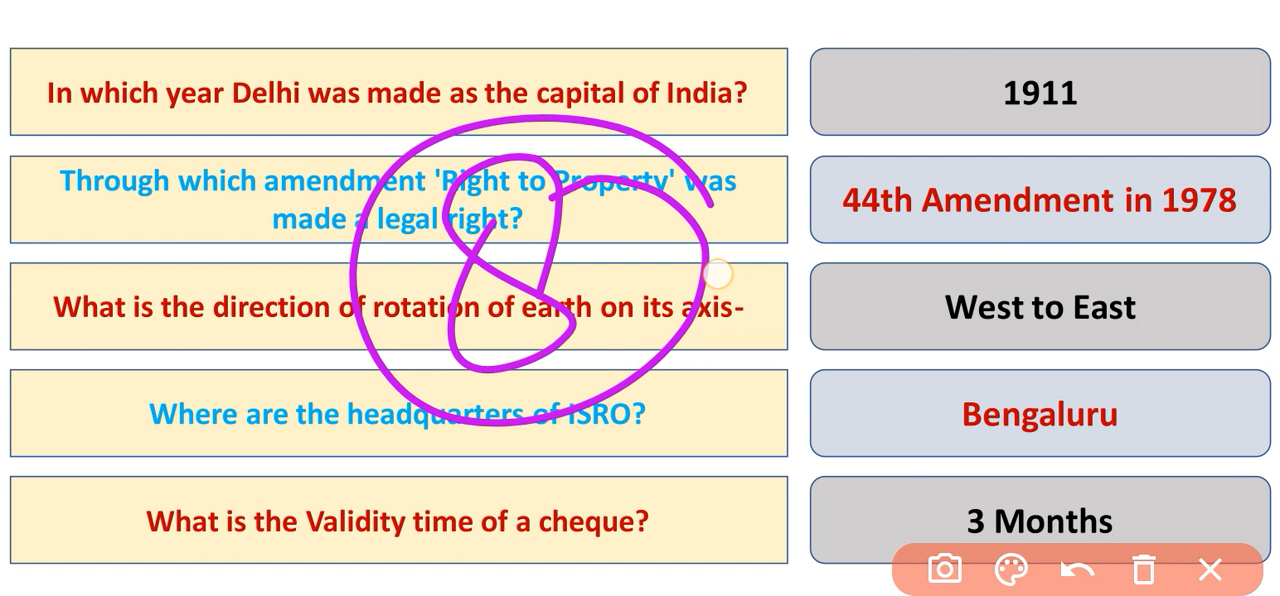 In which year Delhi was made as the capital of India?
1911
Through which amendment 'Right to Property' was
made a legal right?
44th Amendment in 1978
What is the direction of rotation of earth on its axis-
West to East
Where are the headquarters of ISRO?
Bengaluru
What is the Validity time of a cheque?
3 Months